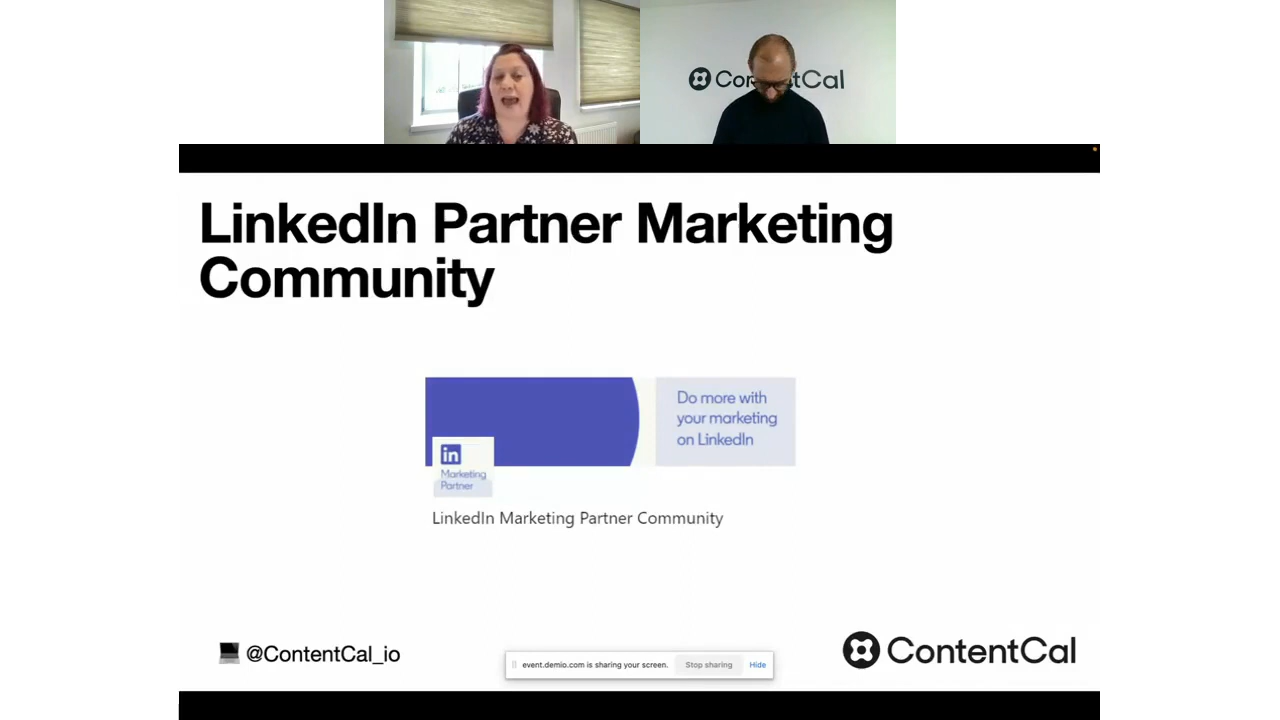 ContentCal
LinkedIn Partner Marketing
Community
Do more with
your marketing
on LinkedIn
in
Marketing
Partner
LinkedIn Marketing Partner Community
@ContentCal_io
event.demio.com is sharing your screen.
Stop sharing
Hide
ContentCal